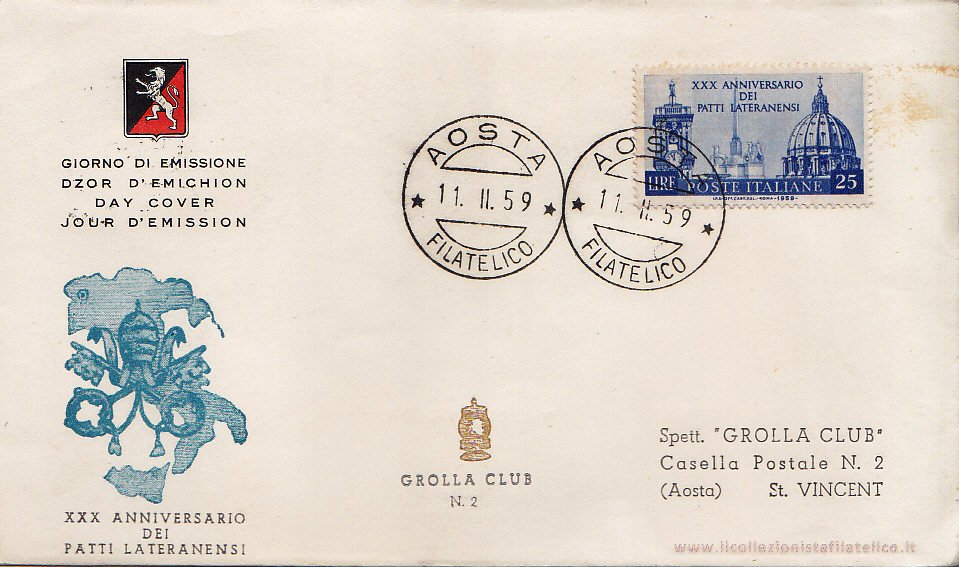 GIORNO DI EMISSIONE
DZOR D'EMICHION
DAY COVER
JOUR D'EMISSION
XXX ANNIVERSARIO
DEI
PATTI LATERANENSI
AOSTA
11. II. 59
FILATELICO
AOSTA
11. II. 59
FILATELICO
XXX ANNIVERSARIO
DEI
PATTI LATERANENSI
LIRE POSTE ITALIANE 25
GROLLA CLUB
N. 2
Spett. "GROLLA CLUB"
Casella Postale N. 2
(Aosta) St. VINCENT
www.ilcollezionistafilatelico.it